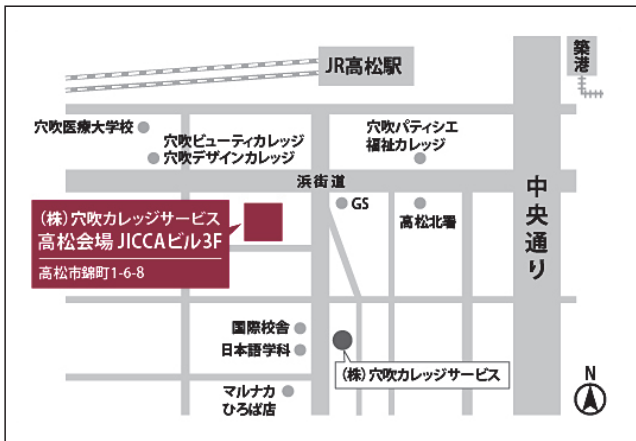 JR高松駅
築港
穴吹医療大学校
穴吹ビューティカレッジ
穴吹デザインカレッジ
穴吹パティシエ
福祉カレッジ
浜街道
GS
高松北署
中央通り
(株)穴吹カレッジサービス
高松会場 JICCAビル3F
高松市錦町1-6-8
国際校舎
日本語学科
(株)穴吹カレッジサービス
マルナカ
ひろば店
N